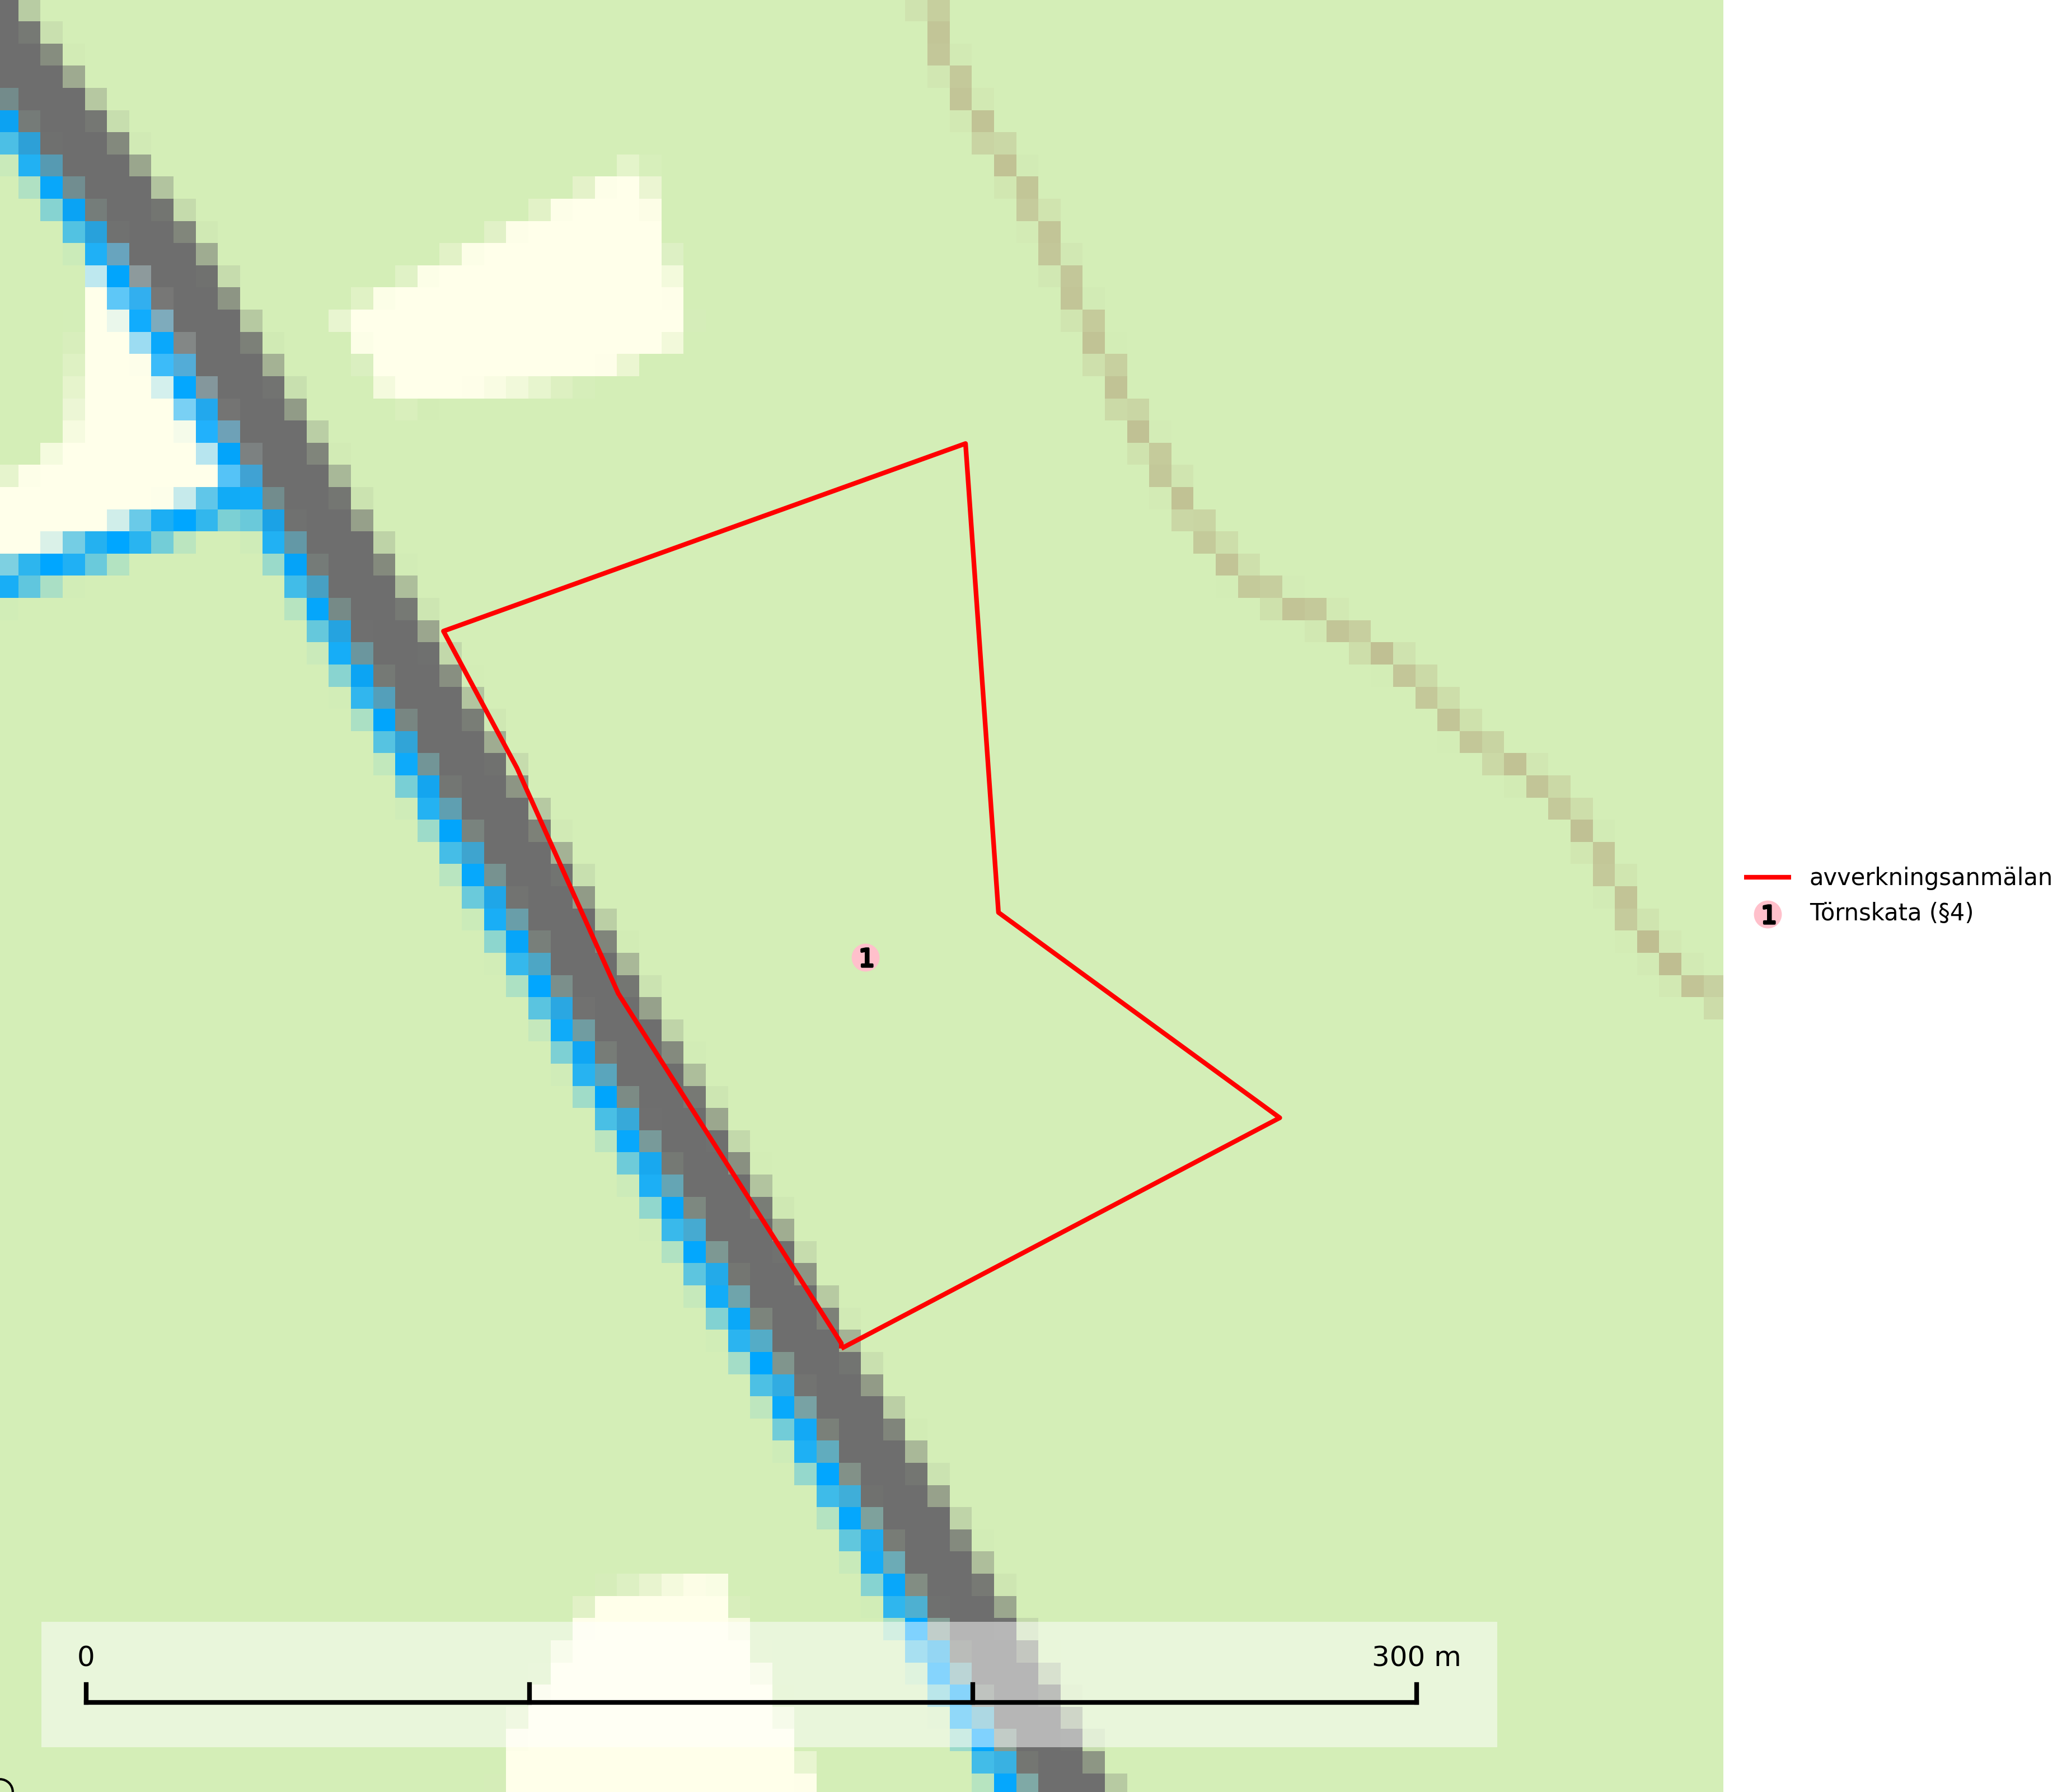 1
avverkningsanmälan
1 Törnskata (§4)
0 300 m